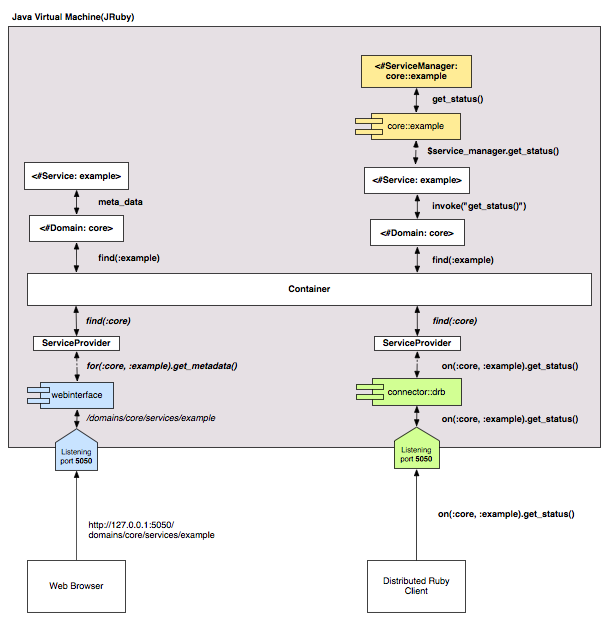 Java Virtual Machine(JRuby)
<#ServiceManager:
core::example
get_status()
core::example
$service_manager.get_status()
<#Service: example>
<#Service: example>
meta_data
invoke("get_status()")
<#Domain: core>
<#Domain: core>
find(:example)
find(:example)
Container
find(:core)
find(:core)
ServiceProvider
ServiceProvider
for(:core, :example).get_metadata()
on(:core, :example).get_status()
webinterface
connector::drb
/domains/core/services/example
on(:core, :example).get_status()
Listening
port 5050
Listening
port 5050
http://127.0.0.1:5050/
domains/core/services/example
on(:core, :example).get_status()
Web Browser
Distributed Ruby
Client